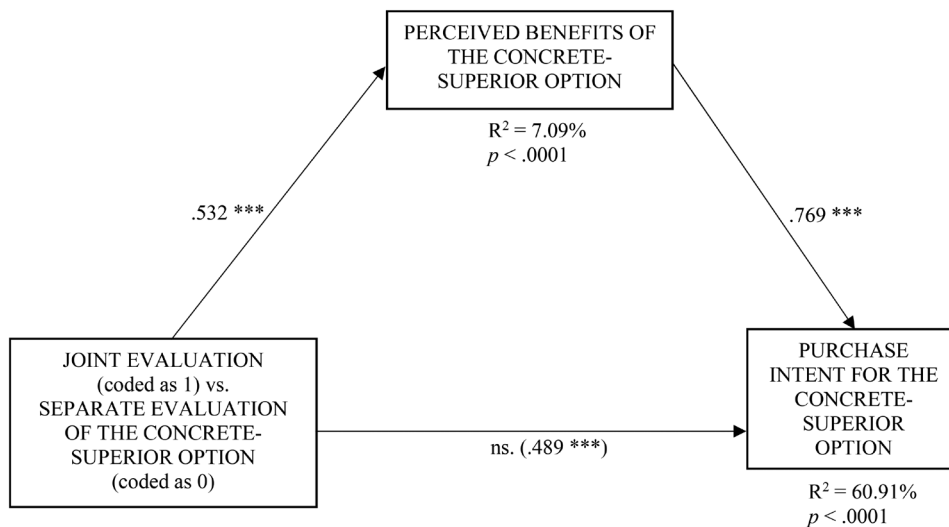 PERCEIVED BENEFITS OF
THE CONCRETE-
SUPERIOR OPTION
R² = 7.09%
p < .0001
.532 ***
.769 ***
JOINT EVALUATION
(coded as 1) vs.
SEPARATE EVALUATION
OF THE CONCRETE-
SUPERIOR OPTION
(coded as 0)
ns. (.489 ***)
PURCHASE
INTENT FOR THE
CONCRETE-
SUPERIOR
OPTION
R² = 60.91%
p < .0001